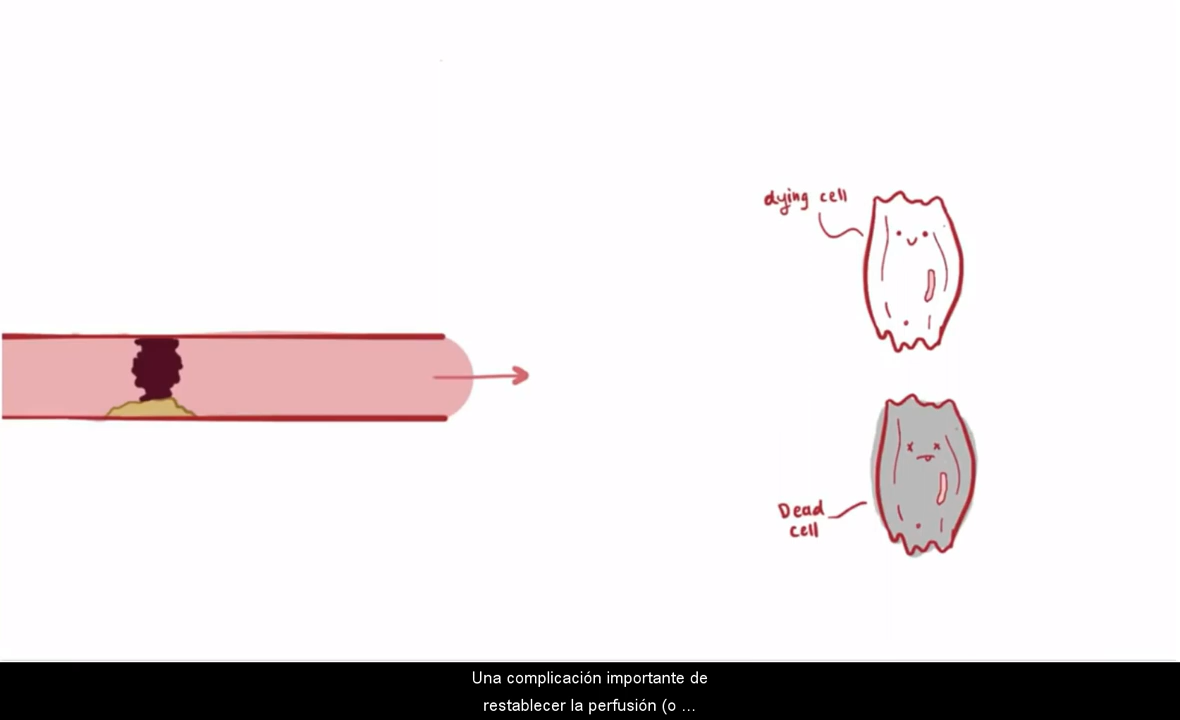 dying cell
Dead
cell
Una complicación importante de
restablecer la perfusión (o ...